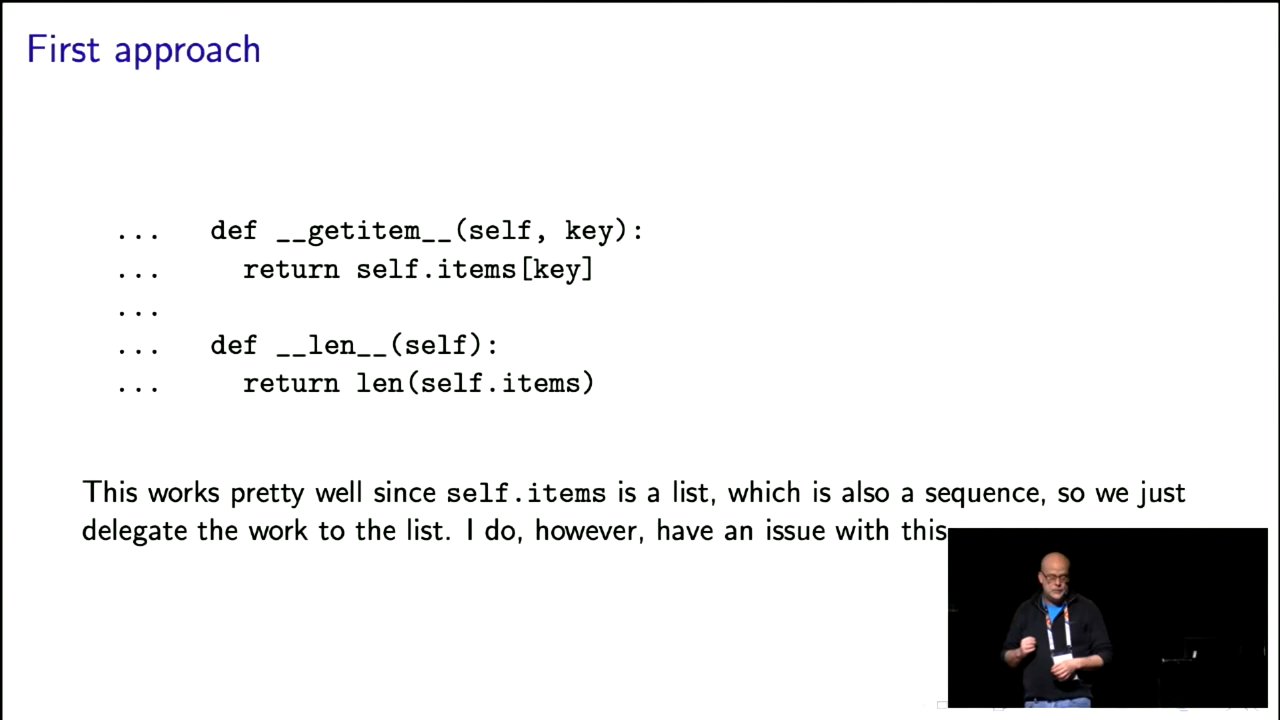 First approach
... def __getitem__(self, key):
... return self.items[key]
...
... def __len__(self):
... return len(self.items)
This works pretty well since self.items is a list, which is also a sequence, so we just
delegate the work to the list. I do, however, have an issue with this